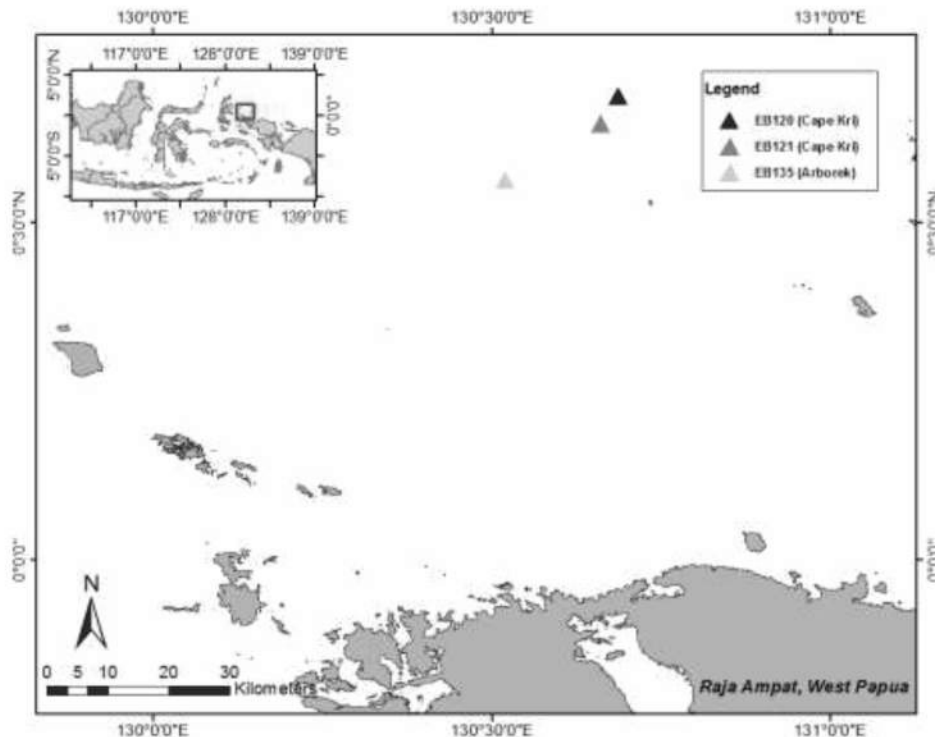 130°0'0"E 130°30'0"E 131°0'0"E
117°0'0"E 128°0'0"E 139°0'0"E
5°0'0"N
0°0'0"
5°0'0"S
117°0'0"E 128°0'0"E 139°0'0"E
Legend
EB120 (Cape Kri)
EB121 (Cape Kri)
EB135 (Arborek)
0°30'0"N
0°30'0"N
0°0'0"
0°0'0"
N
0 5 10 20 30
Kilometers
Raja Ampat, West Papua
130°0'0"E 130°30'0"E 131°0'0"E